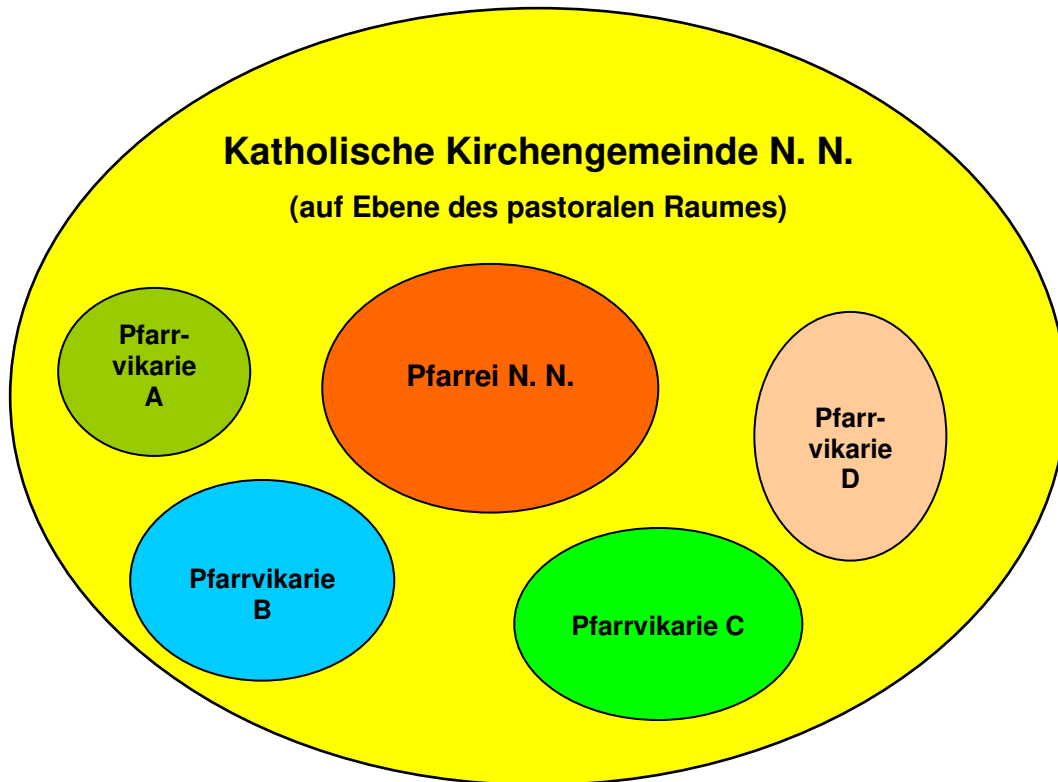 Katholische Kirchengemeinde N. N.
(auf Ebene des pastoralen Raumes)
Pfarr-
vikarie
A
Pfarrei N. N.
Pfarr-
vikarie
D
Pfarrvikarie
B
Pfarrvikarie C